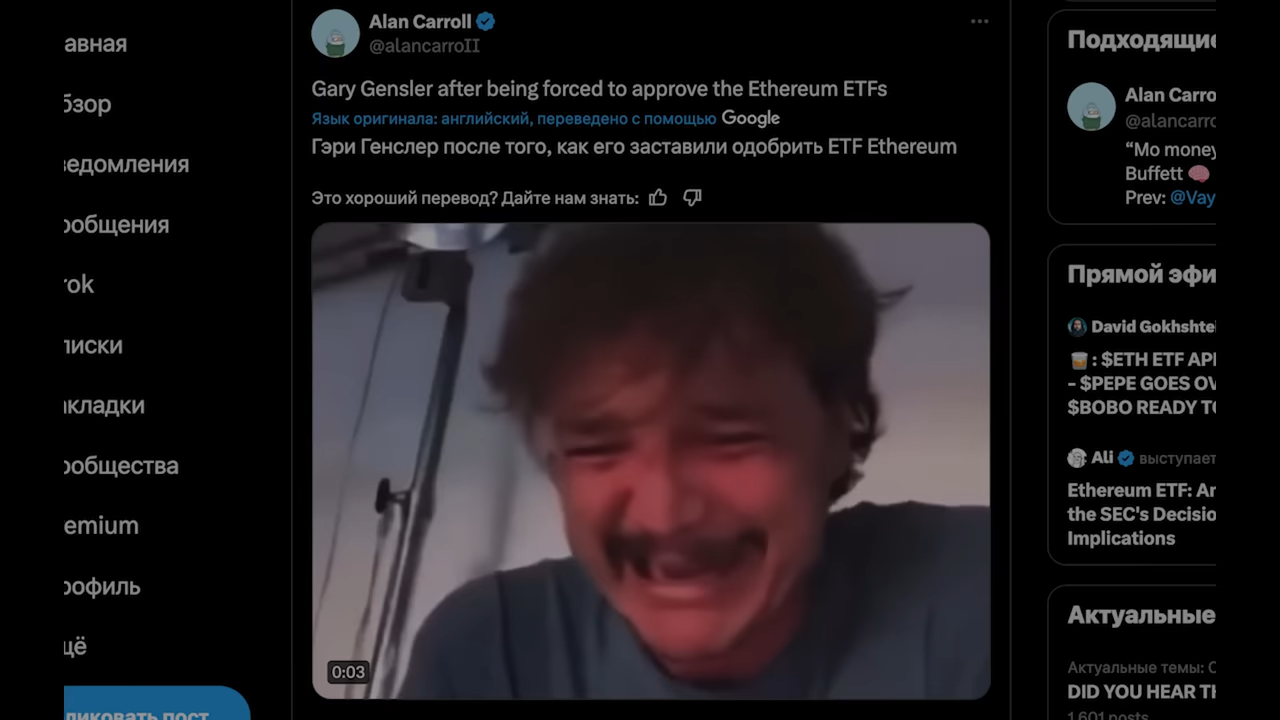 авная
бзор
ведомления
ообщения
rok
писки
акладки
ообщества
emium
рофиль
щё
ликовать пост
Alan Carroll
@alancarroII
Gary Gensler after being forced to approve the Ethereum ETFs
Язык оригинала: английский, переведено с помощью Google
Гэри Генслер после того, как его заставили одобрить ETF Ethereum
Это хороший перевод? Дайте нам знать:
0:03
Подходящие
Alan Carro
@alancarro
“Mo money
Buffett
Prev: @Vay
Прямой эфи
David Gokhshte
: $ETH ETF AP
- $PEPE GOES OV
$BOBO READY TO
Ali выступает
Ethereum ETF: An
the SEC's Decisio
Implications
Актуальные
Актуальные темы: С
DID YOU HEAR TH
1 601 posts